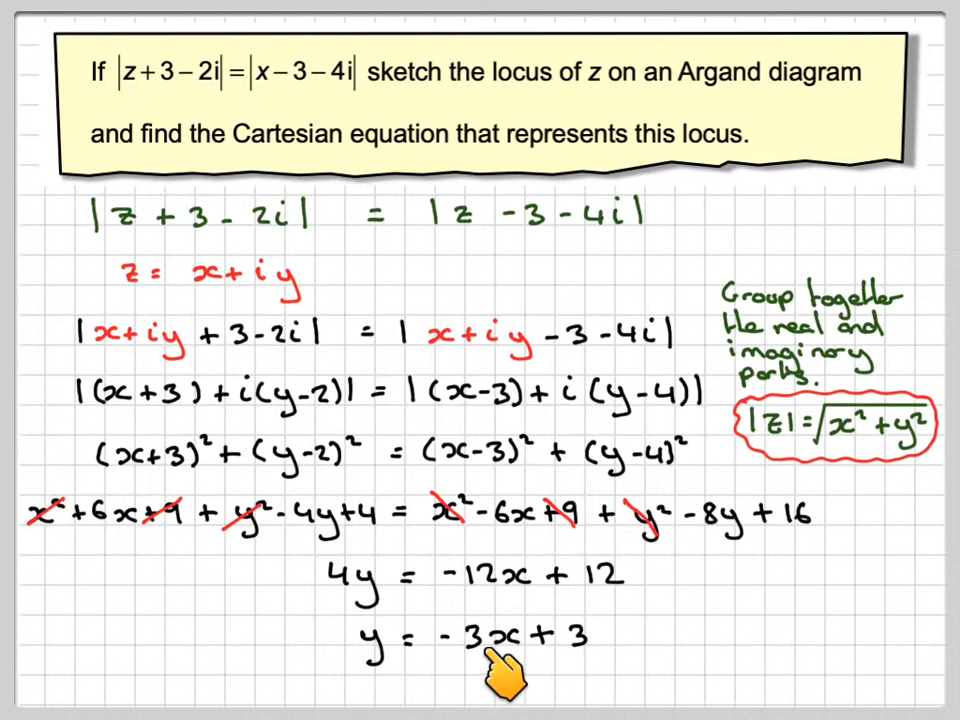 If |z + 3 − 2i| = |x − 3 − 4i| sketch the locus of z on an Argand diagram
and find the Cartesian equation that represents this locus.
|z + 3 - 2i| = |z - 3 - 4i|
z = x + iy
|x + iy + 3 - 2i| = |x + iy - 3 - 4i|
|(x + 3) + i(y - 2)| = |(x - 3) + i(y - 4)|
(x + 3)² + (y - 2)² = (x - 3)² + (y - 4)²
x² + 6x + 9 + y² - 4y + 4 = x² - 6x + 9 + y² - 8y + 16
4y = -12x + 12
y = -3x + 3
Group together
the real and
imaginary
parts.
|z| = √(x² + y²)